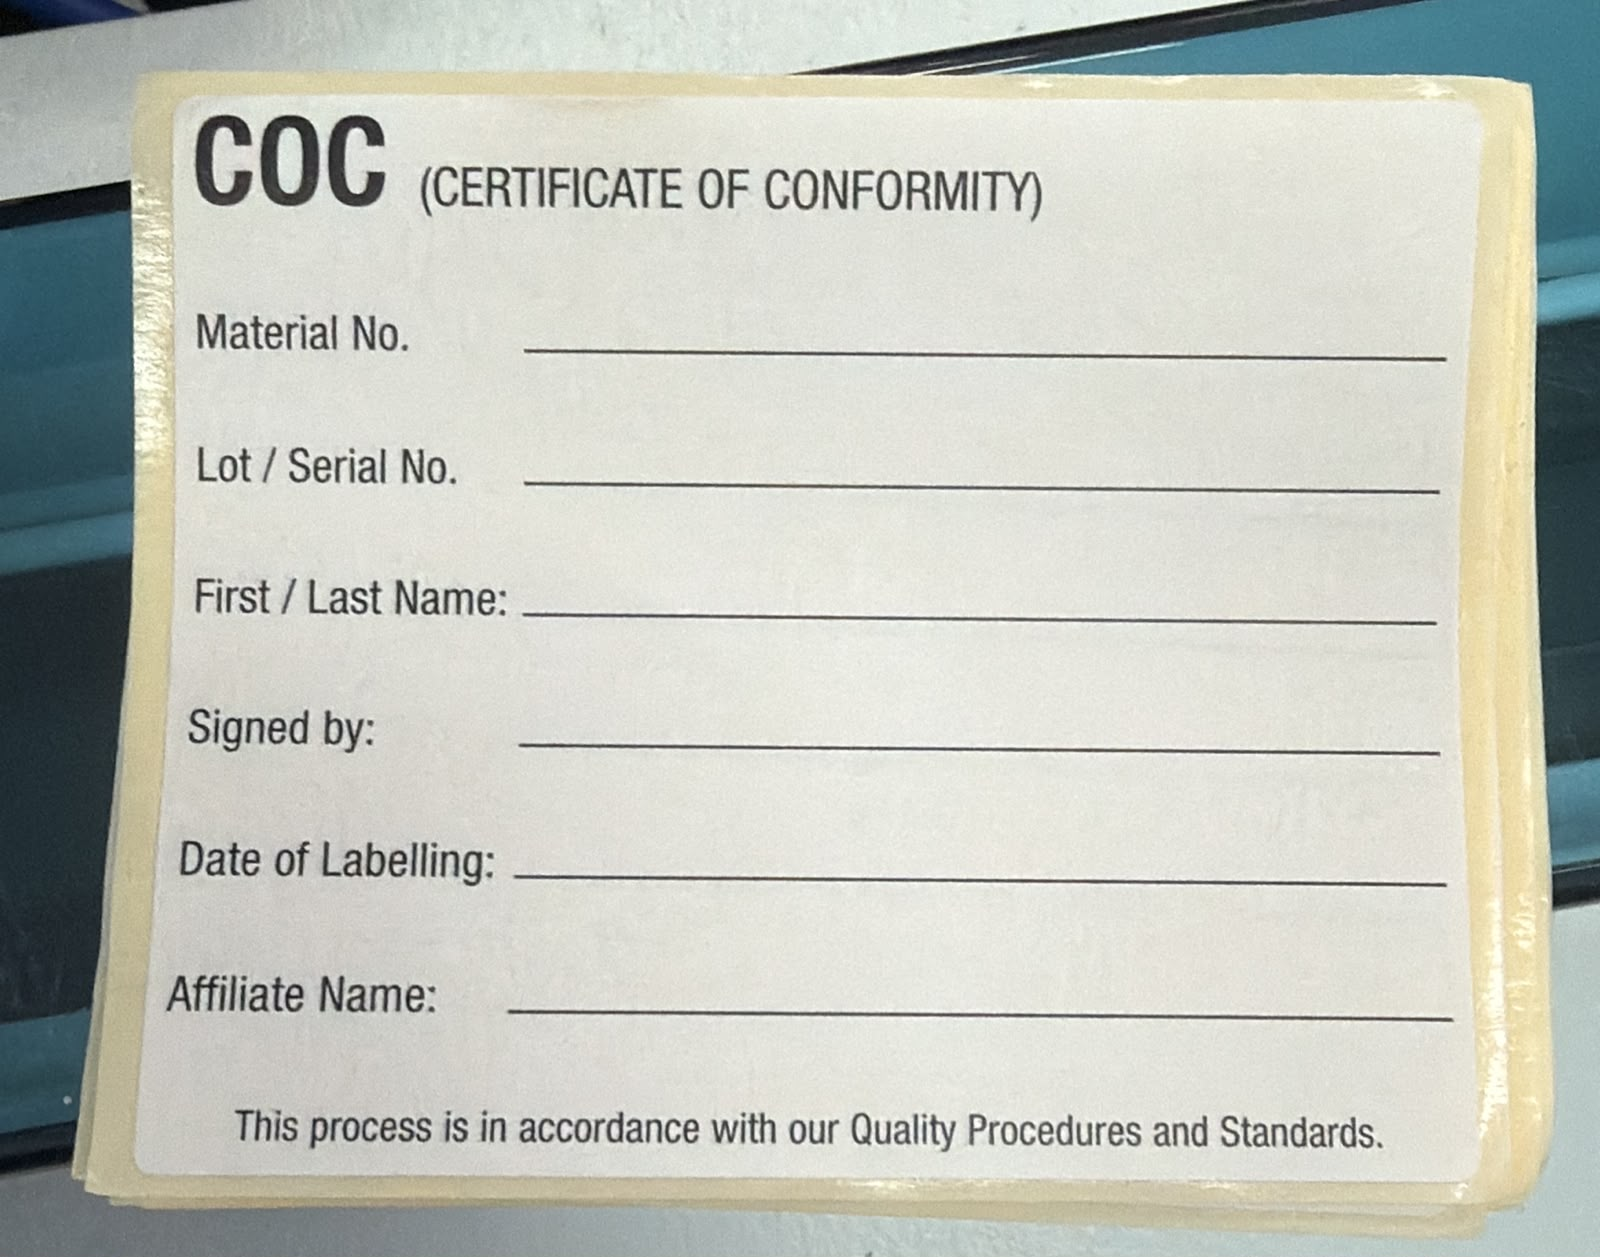 COC (CERTIFICATE OF CONFORMITY)
Material No.
Lot / Serial No.
First / Last Name:
Signed by:
Date of Labelling:
Affiliate Name:
This process is in accordance with our Quality Procedures and Standards.